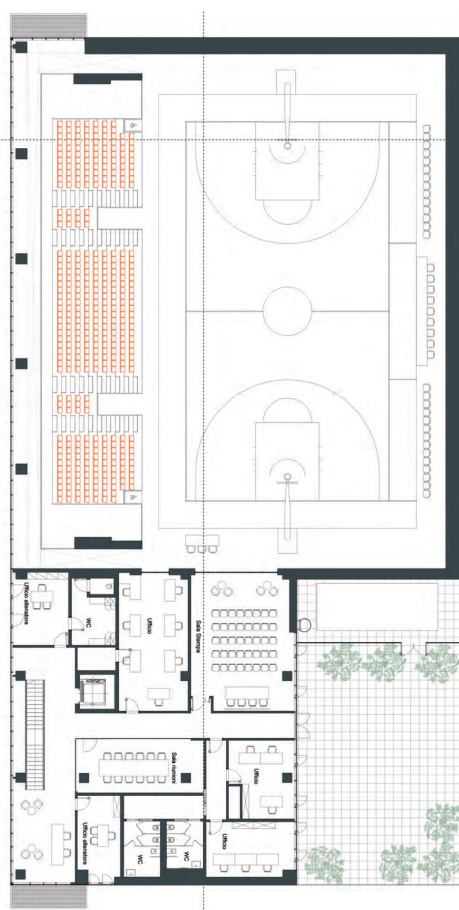 Ufficio allenatore
WC
Ufficio
Sala Stampa
Sala riunioni
Ufficio
Ufficio allenatore
WC
WC
Ufficio